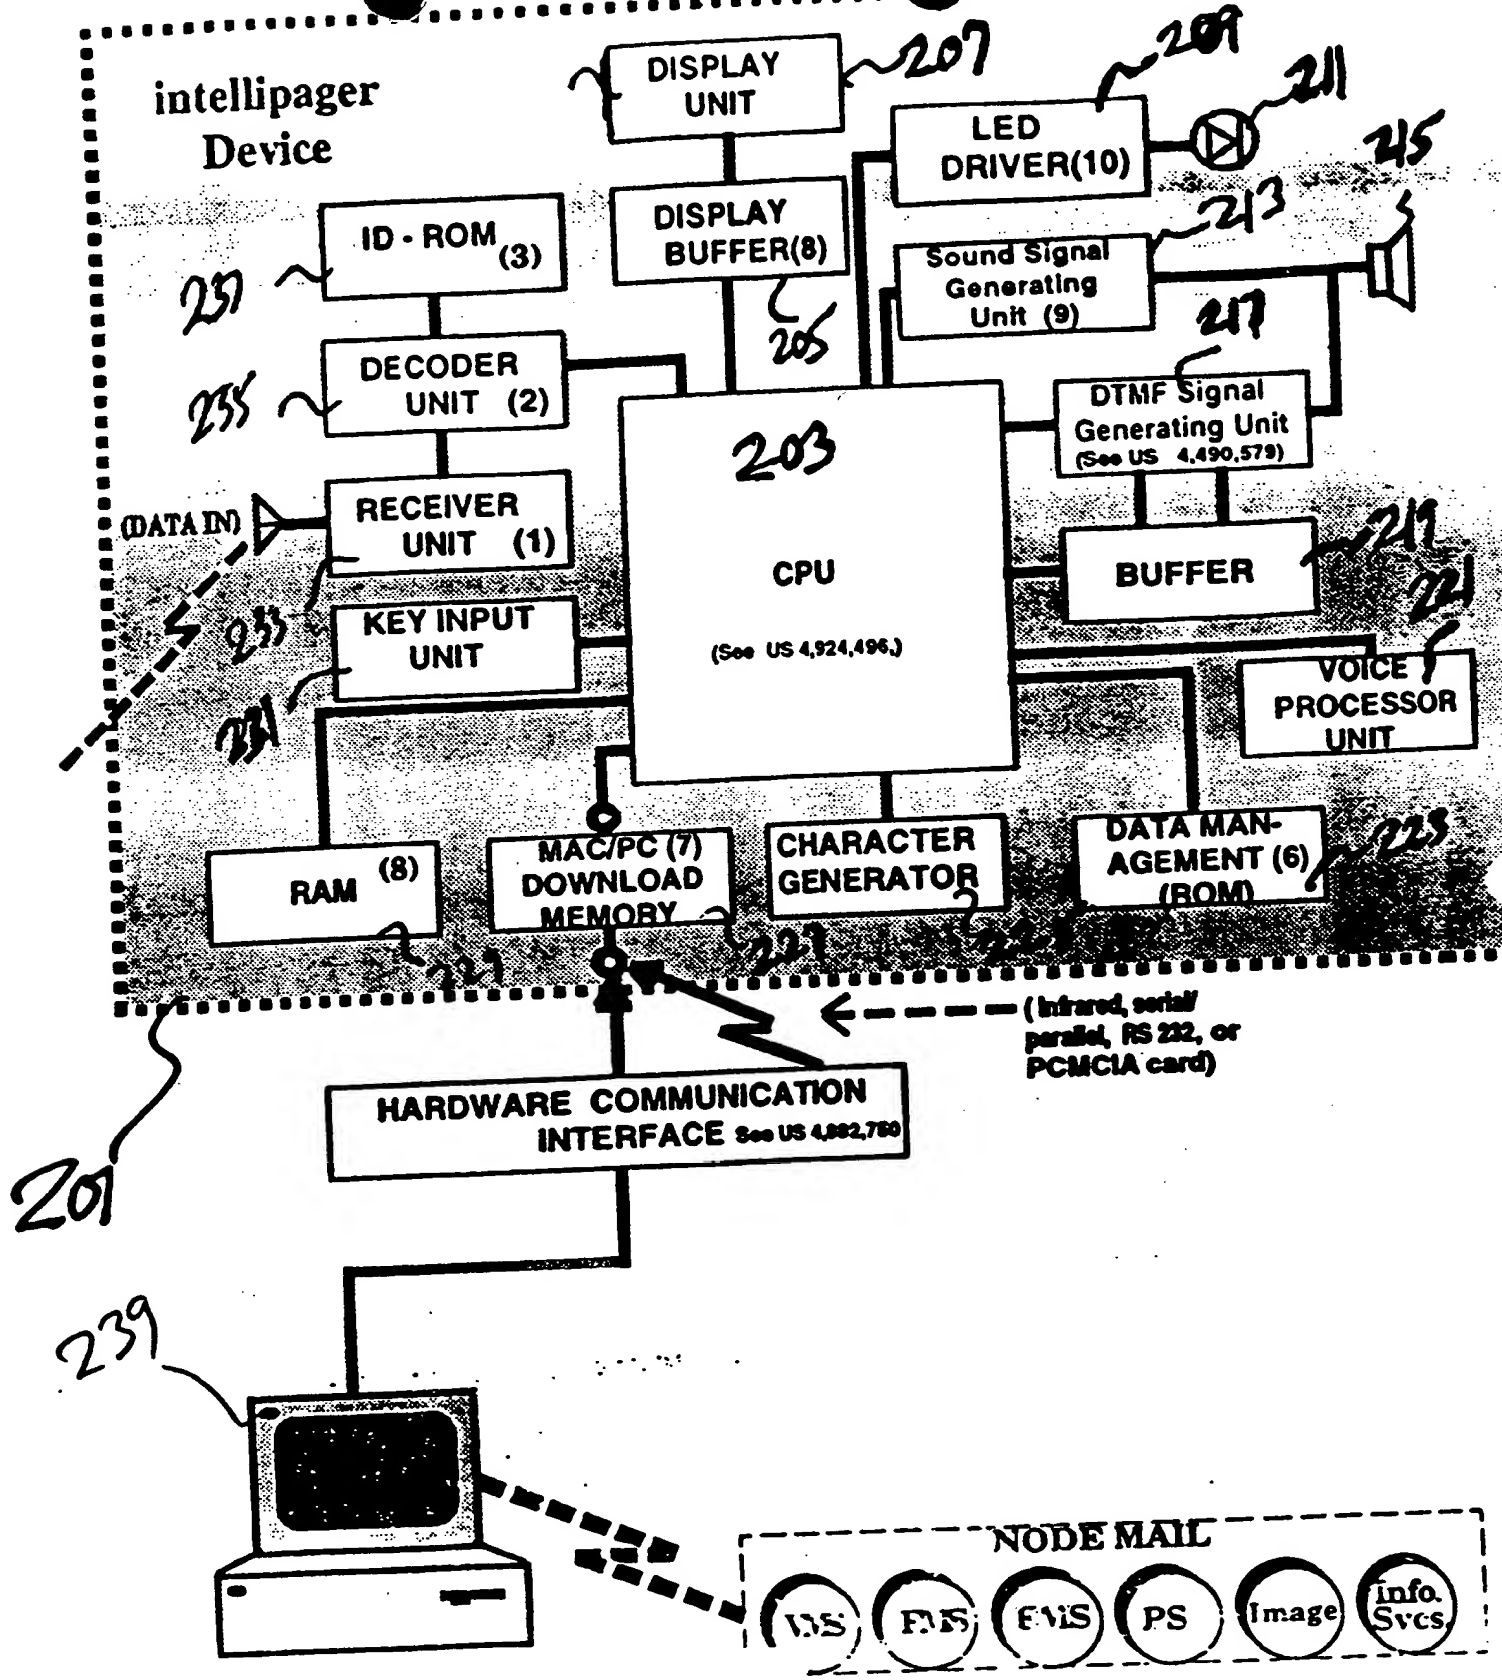 intellipager
Device
DISPLAY
UNIT
207
LED
DRIVER(10)
209
211
215
ID - ROM (3)
237
DISPLAY
BUFFER(8)
205
Sound Signal
Generating
Unit (9)
213
217
DECODER
UNIT (2)
235
203
DTMF Signal
Generating Unit
(See US 4,490,579)
(DATA IN)
RECEIVER
UNIT (1)
233
CPU
(See US 4,924,496,)
BUFFER
219
221
KEY INPUT
UNIT
231
VOICE
PROCESSOR
UNIT
RAM (8)
229
MAC/PC (7)
DOWNLOAD
MEMORY
227
CHARACTER
GENERATOR
DATA MAN-
AGEMENT (6)
(ROM)
223
(Infrared, serial/
parallel, RS 232, or
PCMCIA card)
HARDWARE COMMUNICATION
INTERFACE See US 4,882,750
201
239
NODE MAIL
PS
Image
Info.
Svcs.